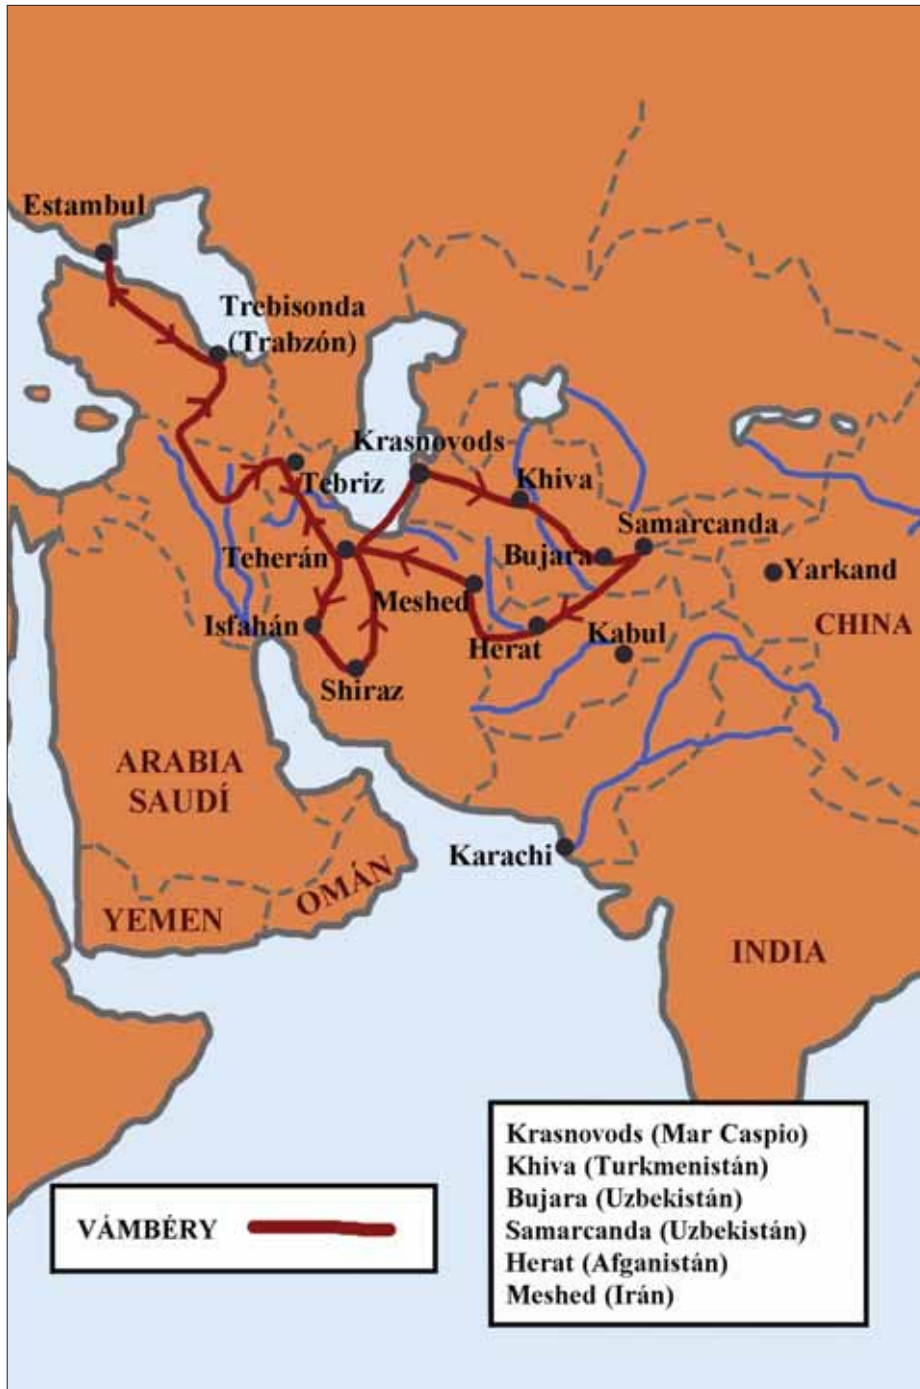 Estambul
Trebisonda
(Trabzón)
Krasnovods
Tebriz
Khiva
Samarcanda
Teherán
Bujara
Yarkand
Meshed
Isfahán
Herat
Kabul
CHINA
Shiraz
ARABIA
SAUDÍ
Karachi
OMÁN
YEMEN
INDIA
Krasnovods (Mar Caspio)
Khiva (Turkmenistán)
Bujara (Uzbekistán)
Samarcanda (Uzbekistán)
Herat (Afganistán)
Meshed (Irán)
VÁMBÉRY